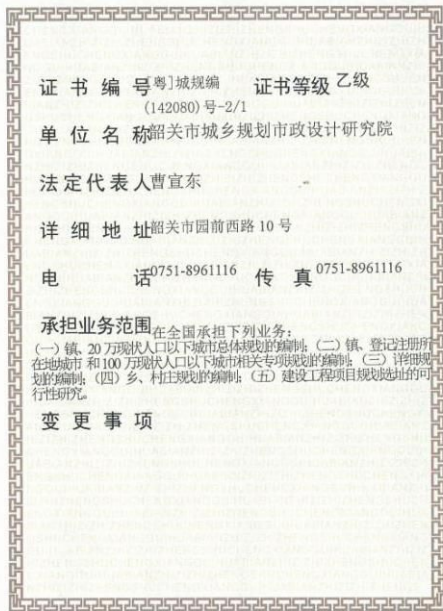 证书编号[粤]城规编 证书等级乙级
(142080)号-2/1
单位名称韶关市城乡规划市政设计研究院
法定代表人曹宣东
详细地址韶关市园前西路10号
电话0751-8961116 传真0751-8961116
承担业务范围在全国承担下列业务:
(一)镇、20万现状人口以下城市总体规划的编制;(二)镇、登记注册所
在地城市 和100万现状人口以下城市相关专项规划的编制;(三)详细规
划的编制;(四)乡、村庄规划的编制;(五)建设工程项目规划选址的可
行性研究。
变更事项